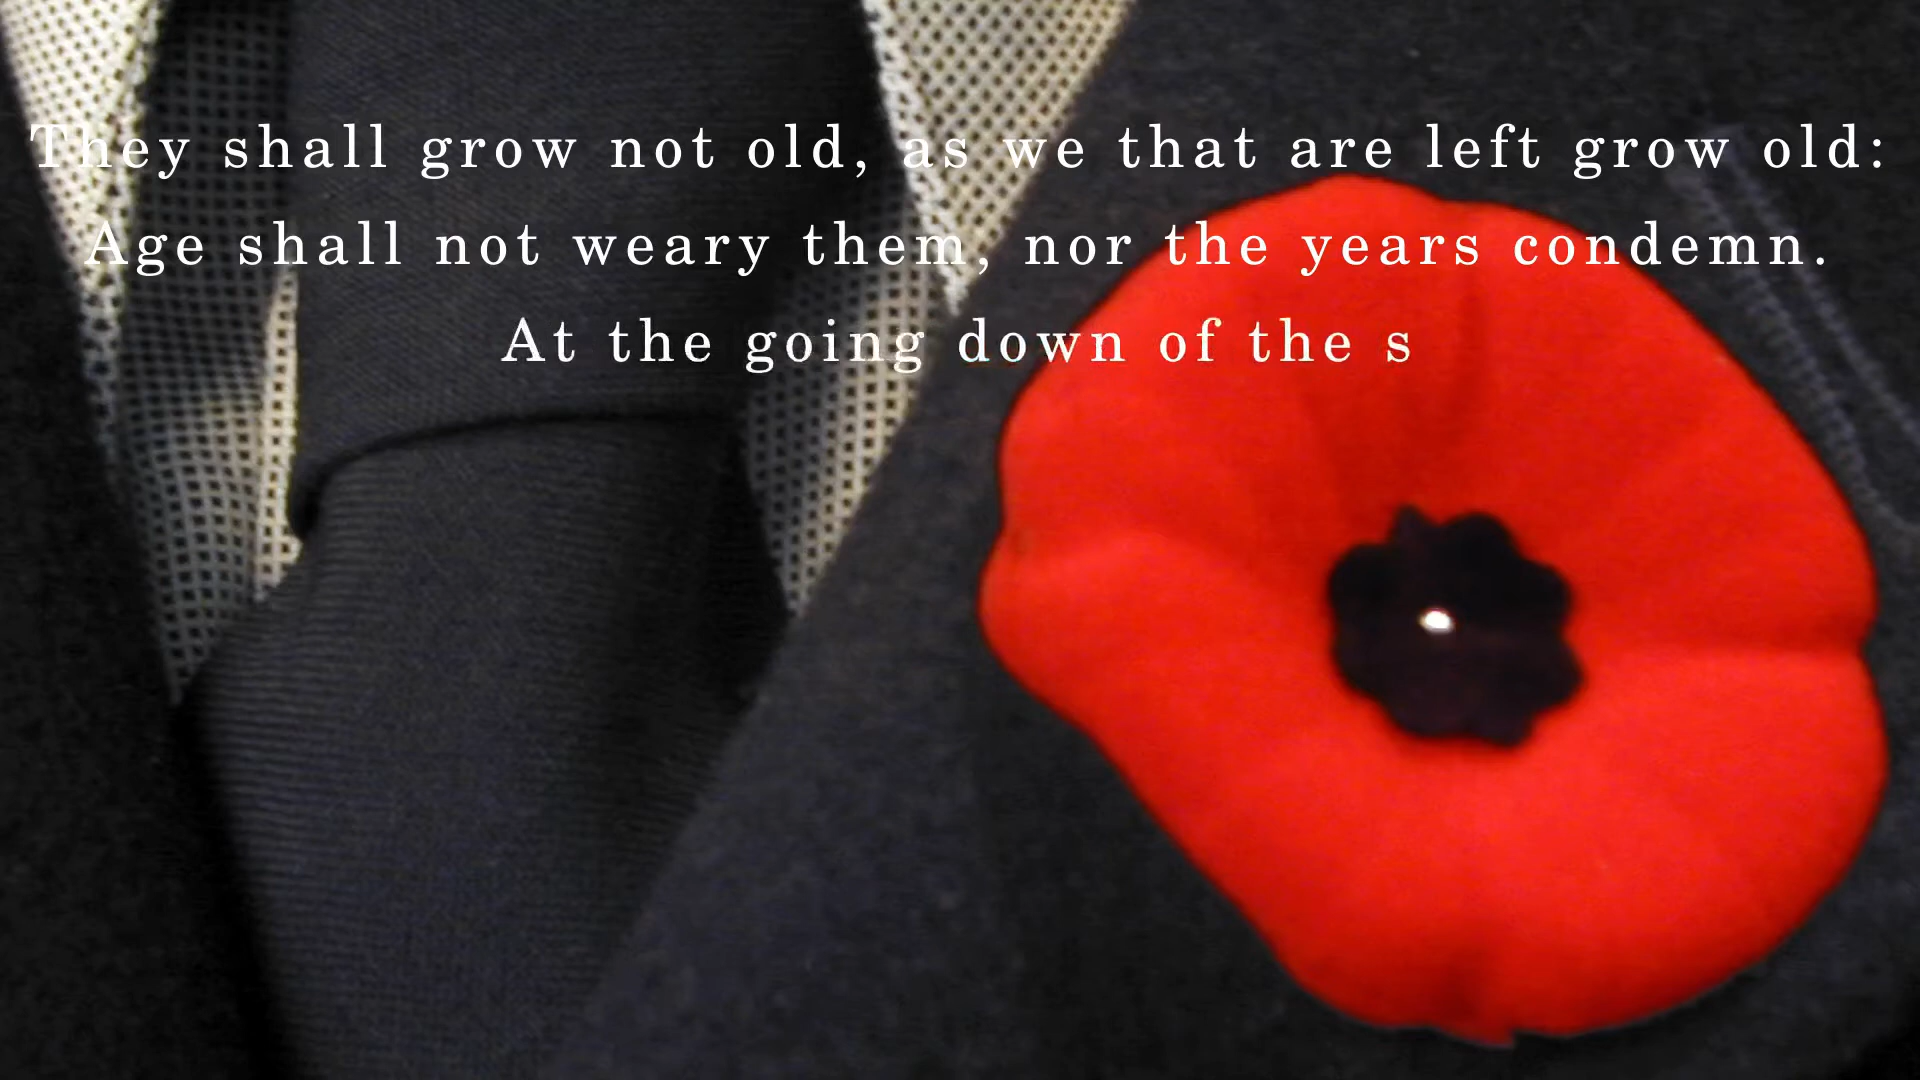 They shall grow not old, as we that are left grow old:
Age shall not weary them, nor the years condemn.
At the going down of the s